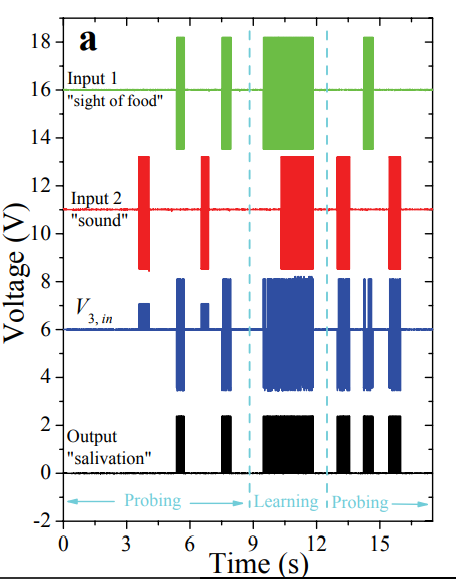 a
18
Input 1
16
"sight of food"
14
12
Input 2
"sound"
10
8
V3, in
6
4
2
Output
"salivation"
0
Probing Learning Probing
-2
0 3 6 9 12 15
Time (s)
Voltage (V)